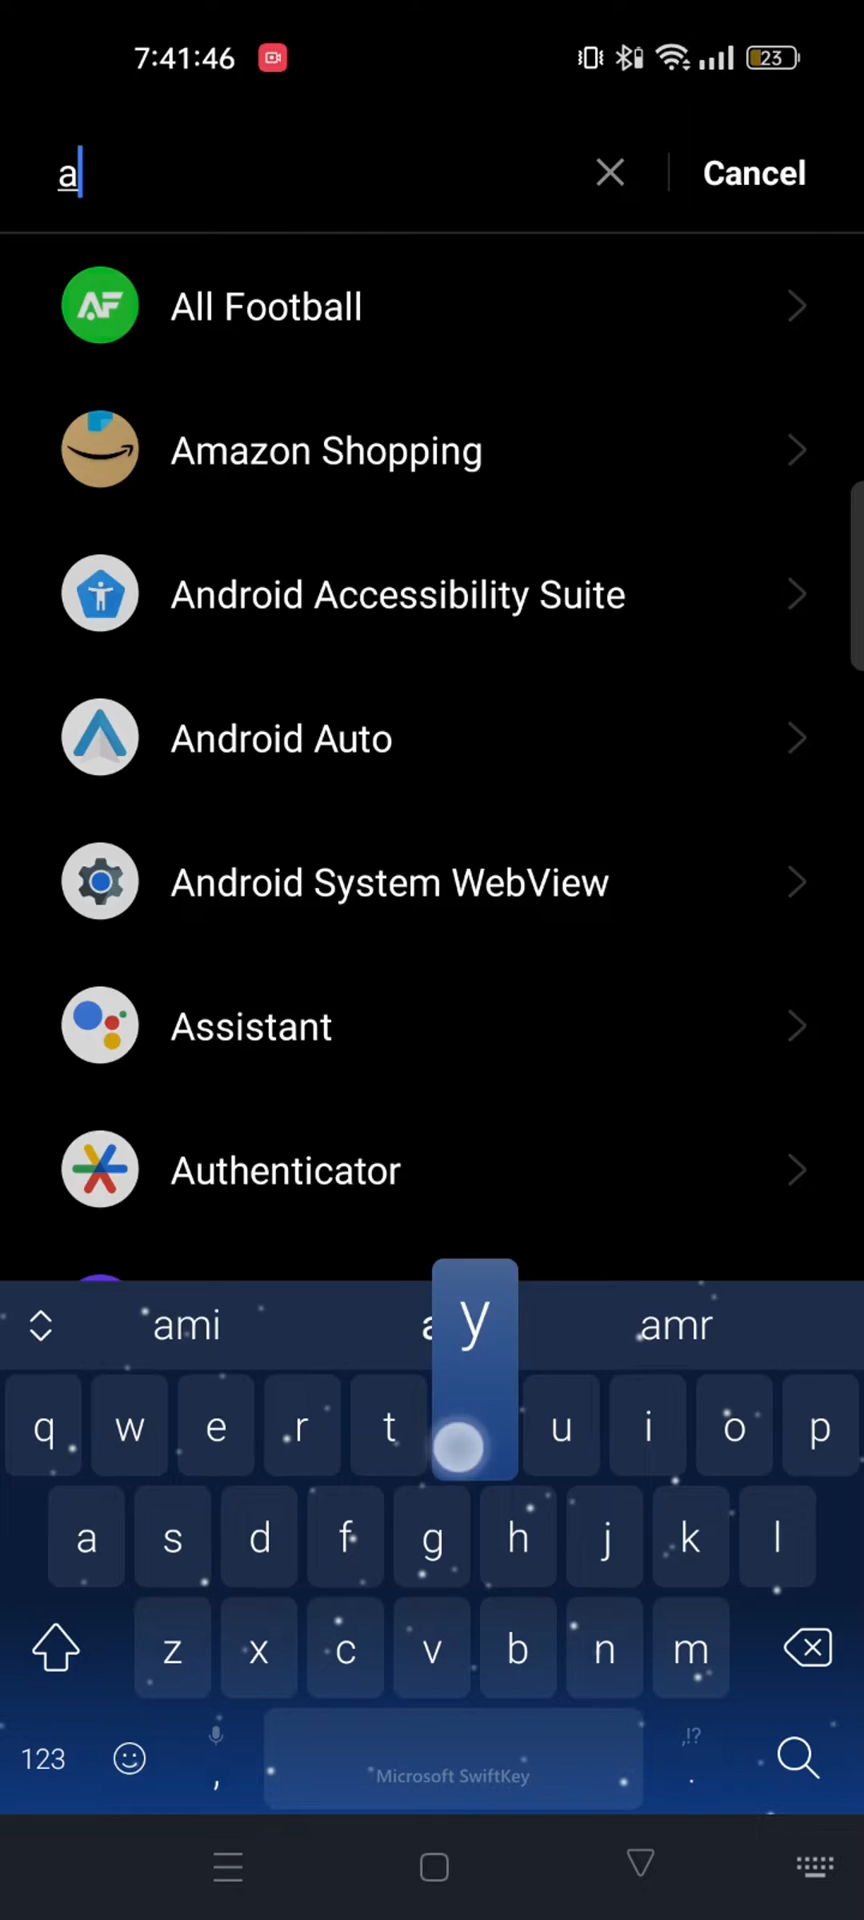 7:41:46
23
a
Cancel
AF
All Football
Amazon Shopping
Android Accessibility Suite
Android Auto
Android System WebView
Assistant
Authenticator
ami
y
amr
q w e r t u i o p
a s d f g h j k l
z x c v b n m
,!?
123 , Microsoft SwiftKey .